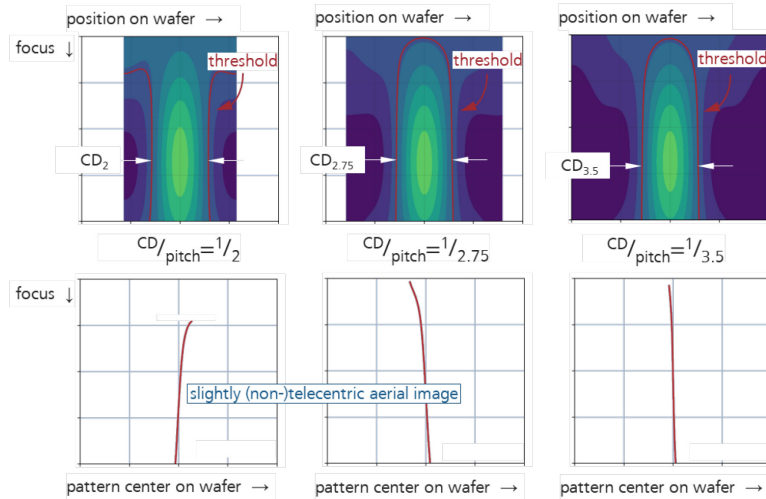 position on wafer →
position on wafer →
position on wafer →
focus ↓
threshold
threshold
threshold
CD₂
CD₂.₇₅
CD₃.₅
CD/pitch=1/2
CD/pitch=1/2.75
CD/pitch=1/3.5
focus ↓
slightly (non-)telecentric aerial image
pattern center on wafer →
pattern center on wafer →
pattern center on wafer →